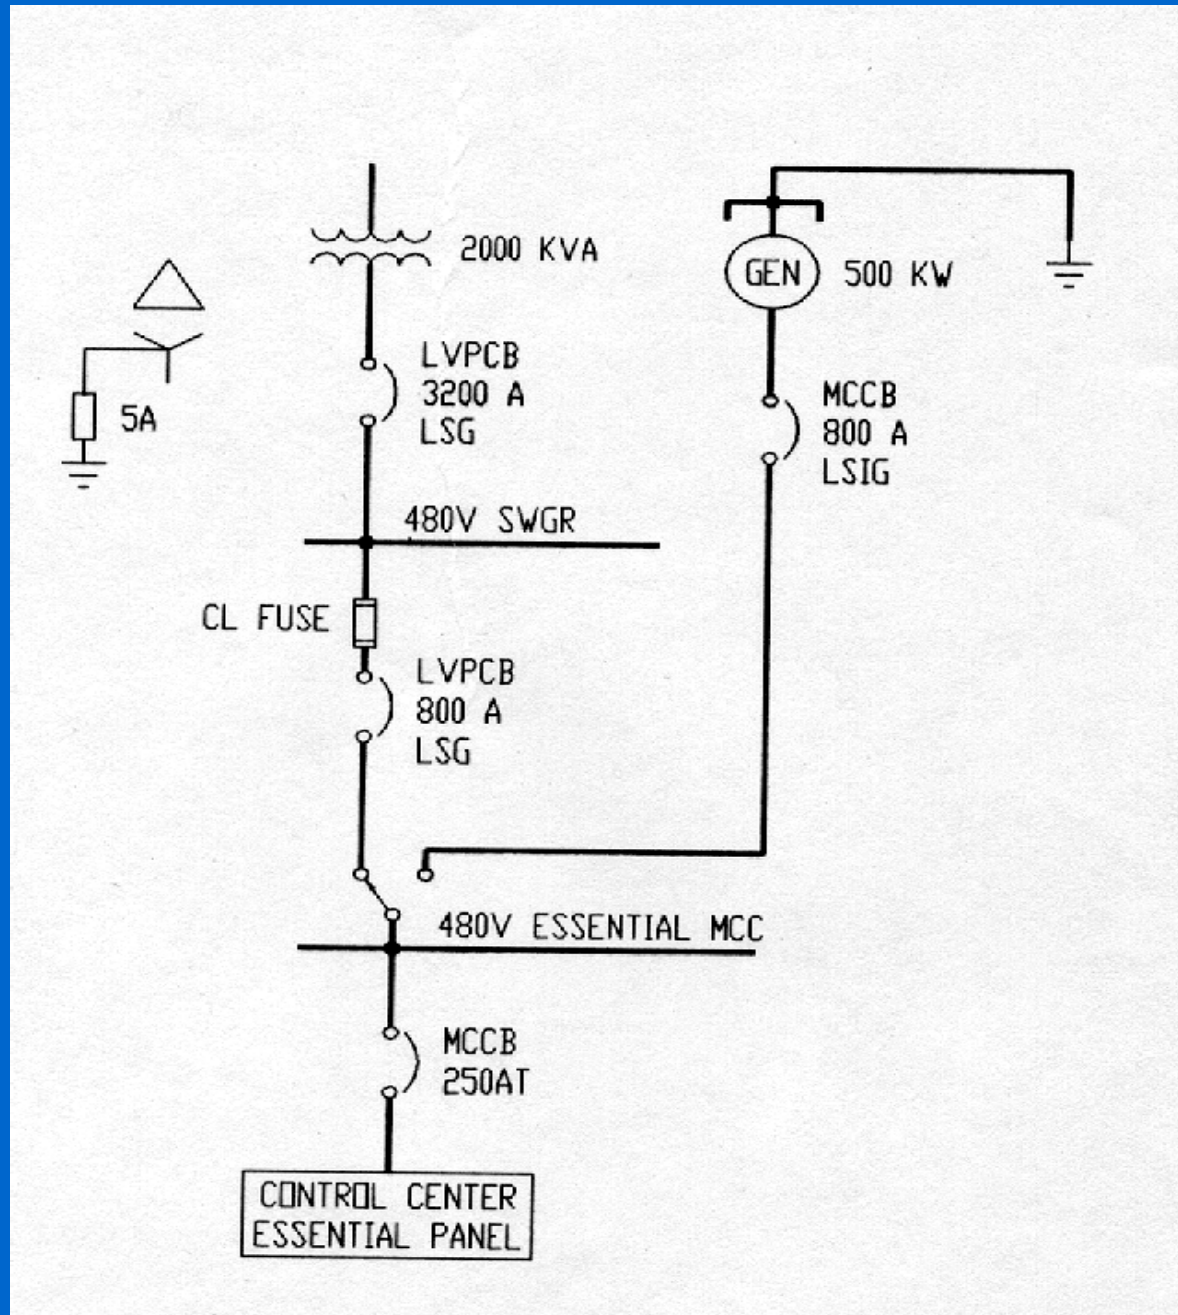 2000 KVA
5A
LVPCB
3200 A
LSG
GEN
500 KW
MCCB
800 A
LSIG
480V SWGR
CL FUSE
LVPCB
800 A
LSG
480V ESSENTIAL MCC
MCCB
250AT
CONTROL CENTER
ESSENTIAL PANEL